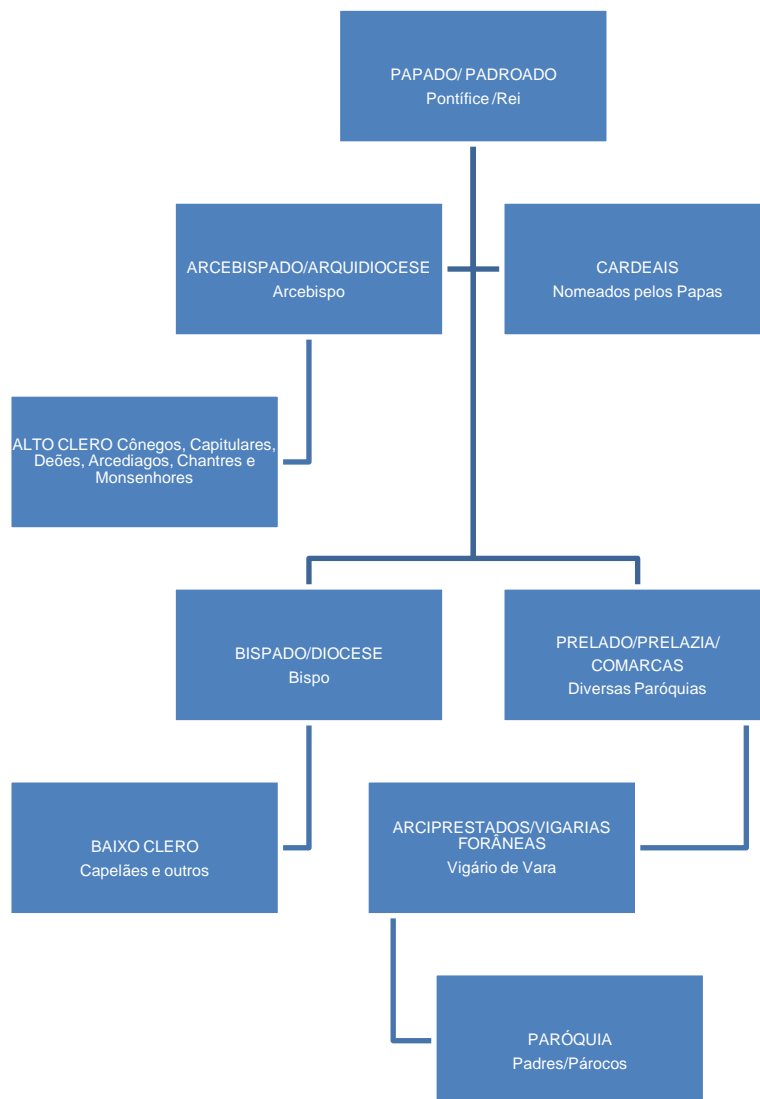 PAPADO/ PADROADO
Pontífice /Rei
ARCEBISPADO/ARQUIDIOCESE
Arcebispo
CARDEAIS
Nomeados pelos Papas
ALTO CLERO Cônegos, Capitulares,
Deões, Arcediagos, Chantres e
Monsenhores
BISPADO/DIOCESE
Bispo
PRELADO/PRELAZIA/
COMARCAS
Diversas Paróquias
BAIXO CLERO
Capelães e outros
ARCIPRESTADOS/VIGARIAS
FORÂNEAS
Vigário de Vara
PARÓQUIA
Padres/Párocos